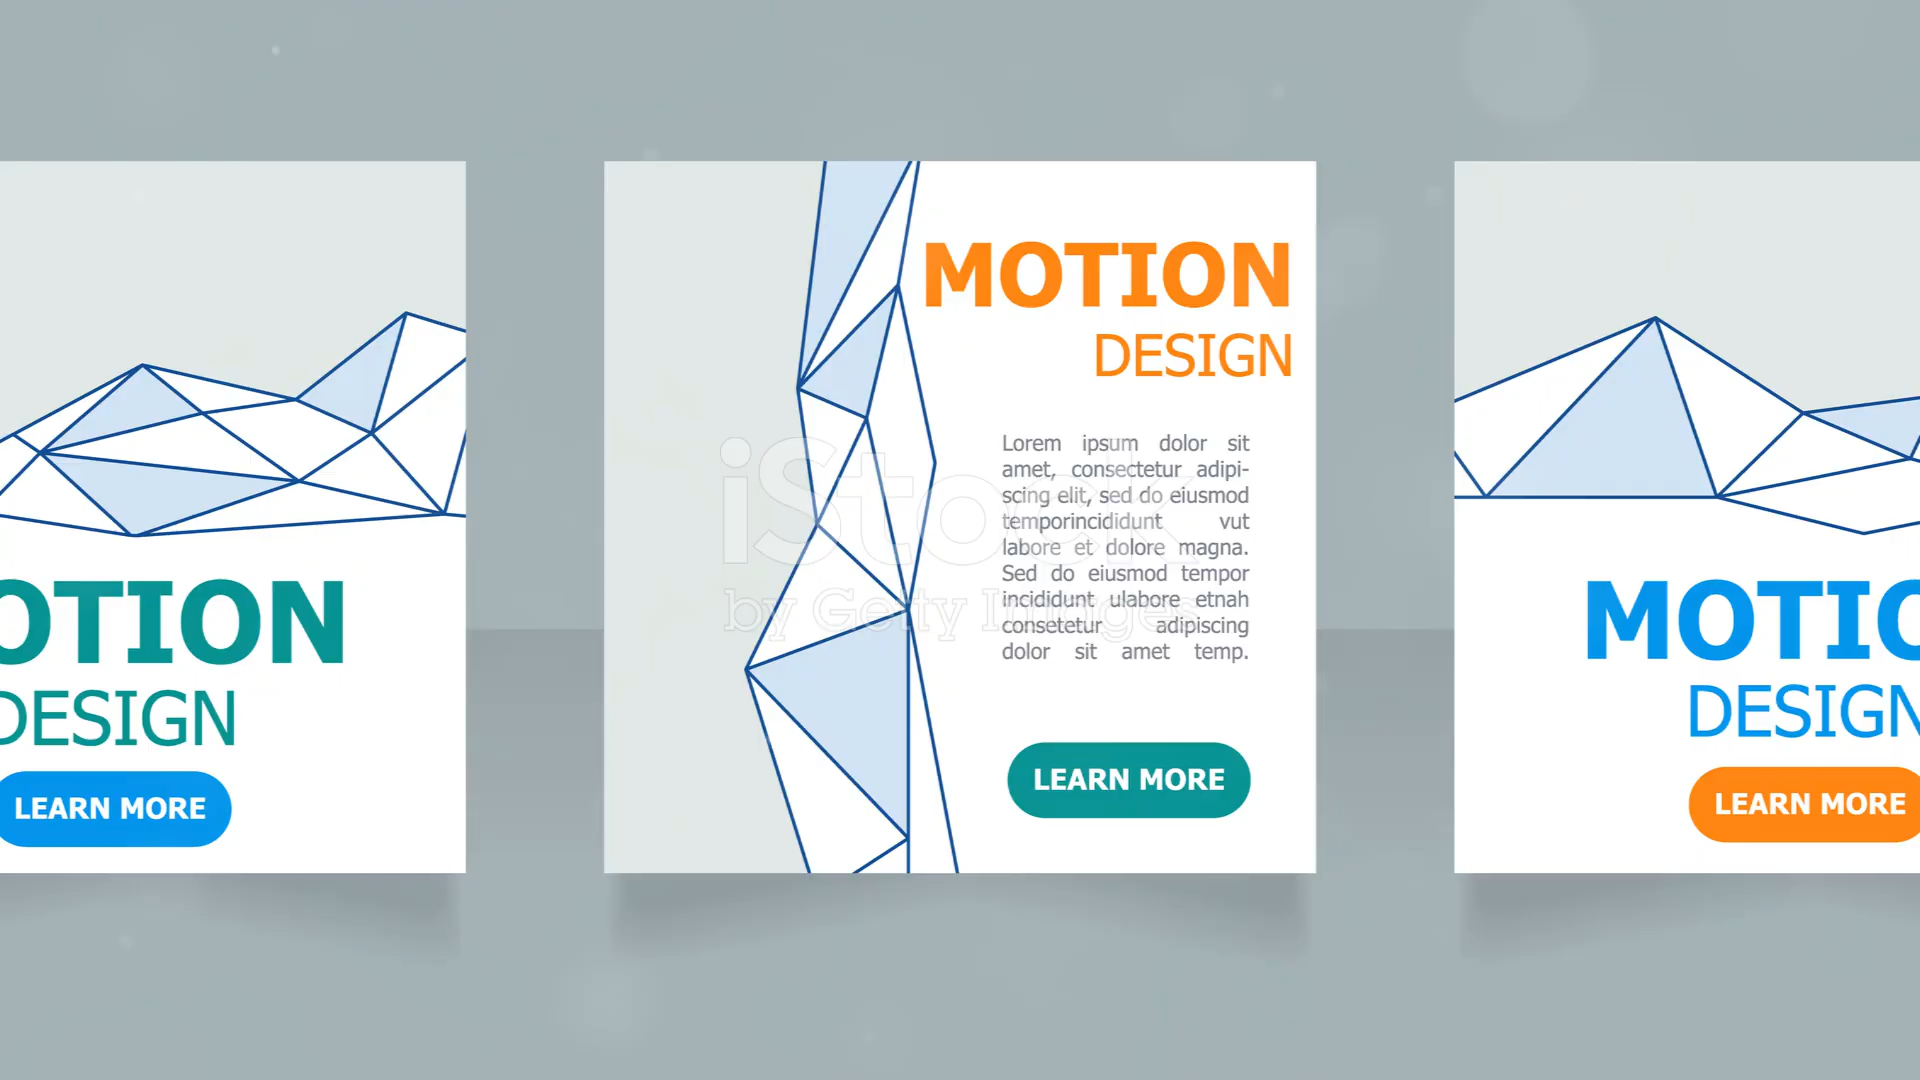 OTION
DESIGN
LEARN MORE
MOTION
DESIGN
Lorem ipsum dolor sit
amet, consectetur adipi-
scing elit, sed do eiusmod
temporincididunt vut
labore et dolore magna.
Sed do eiusmod tempor
incididunt ulabore etnah
consetetur adipiscing
dolor sit amet temp.
LEARN MORE
iStock
by Getty Images
MOTIO
DESIGN
LEARN MORE